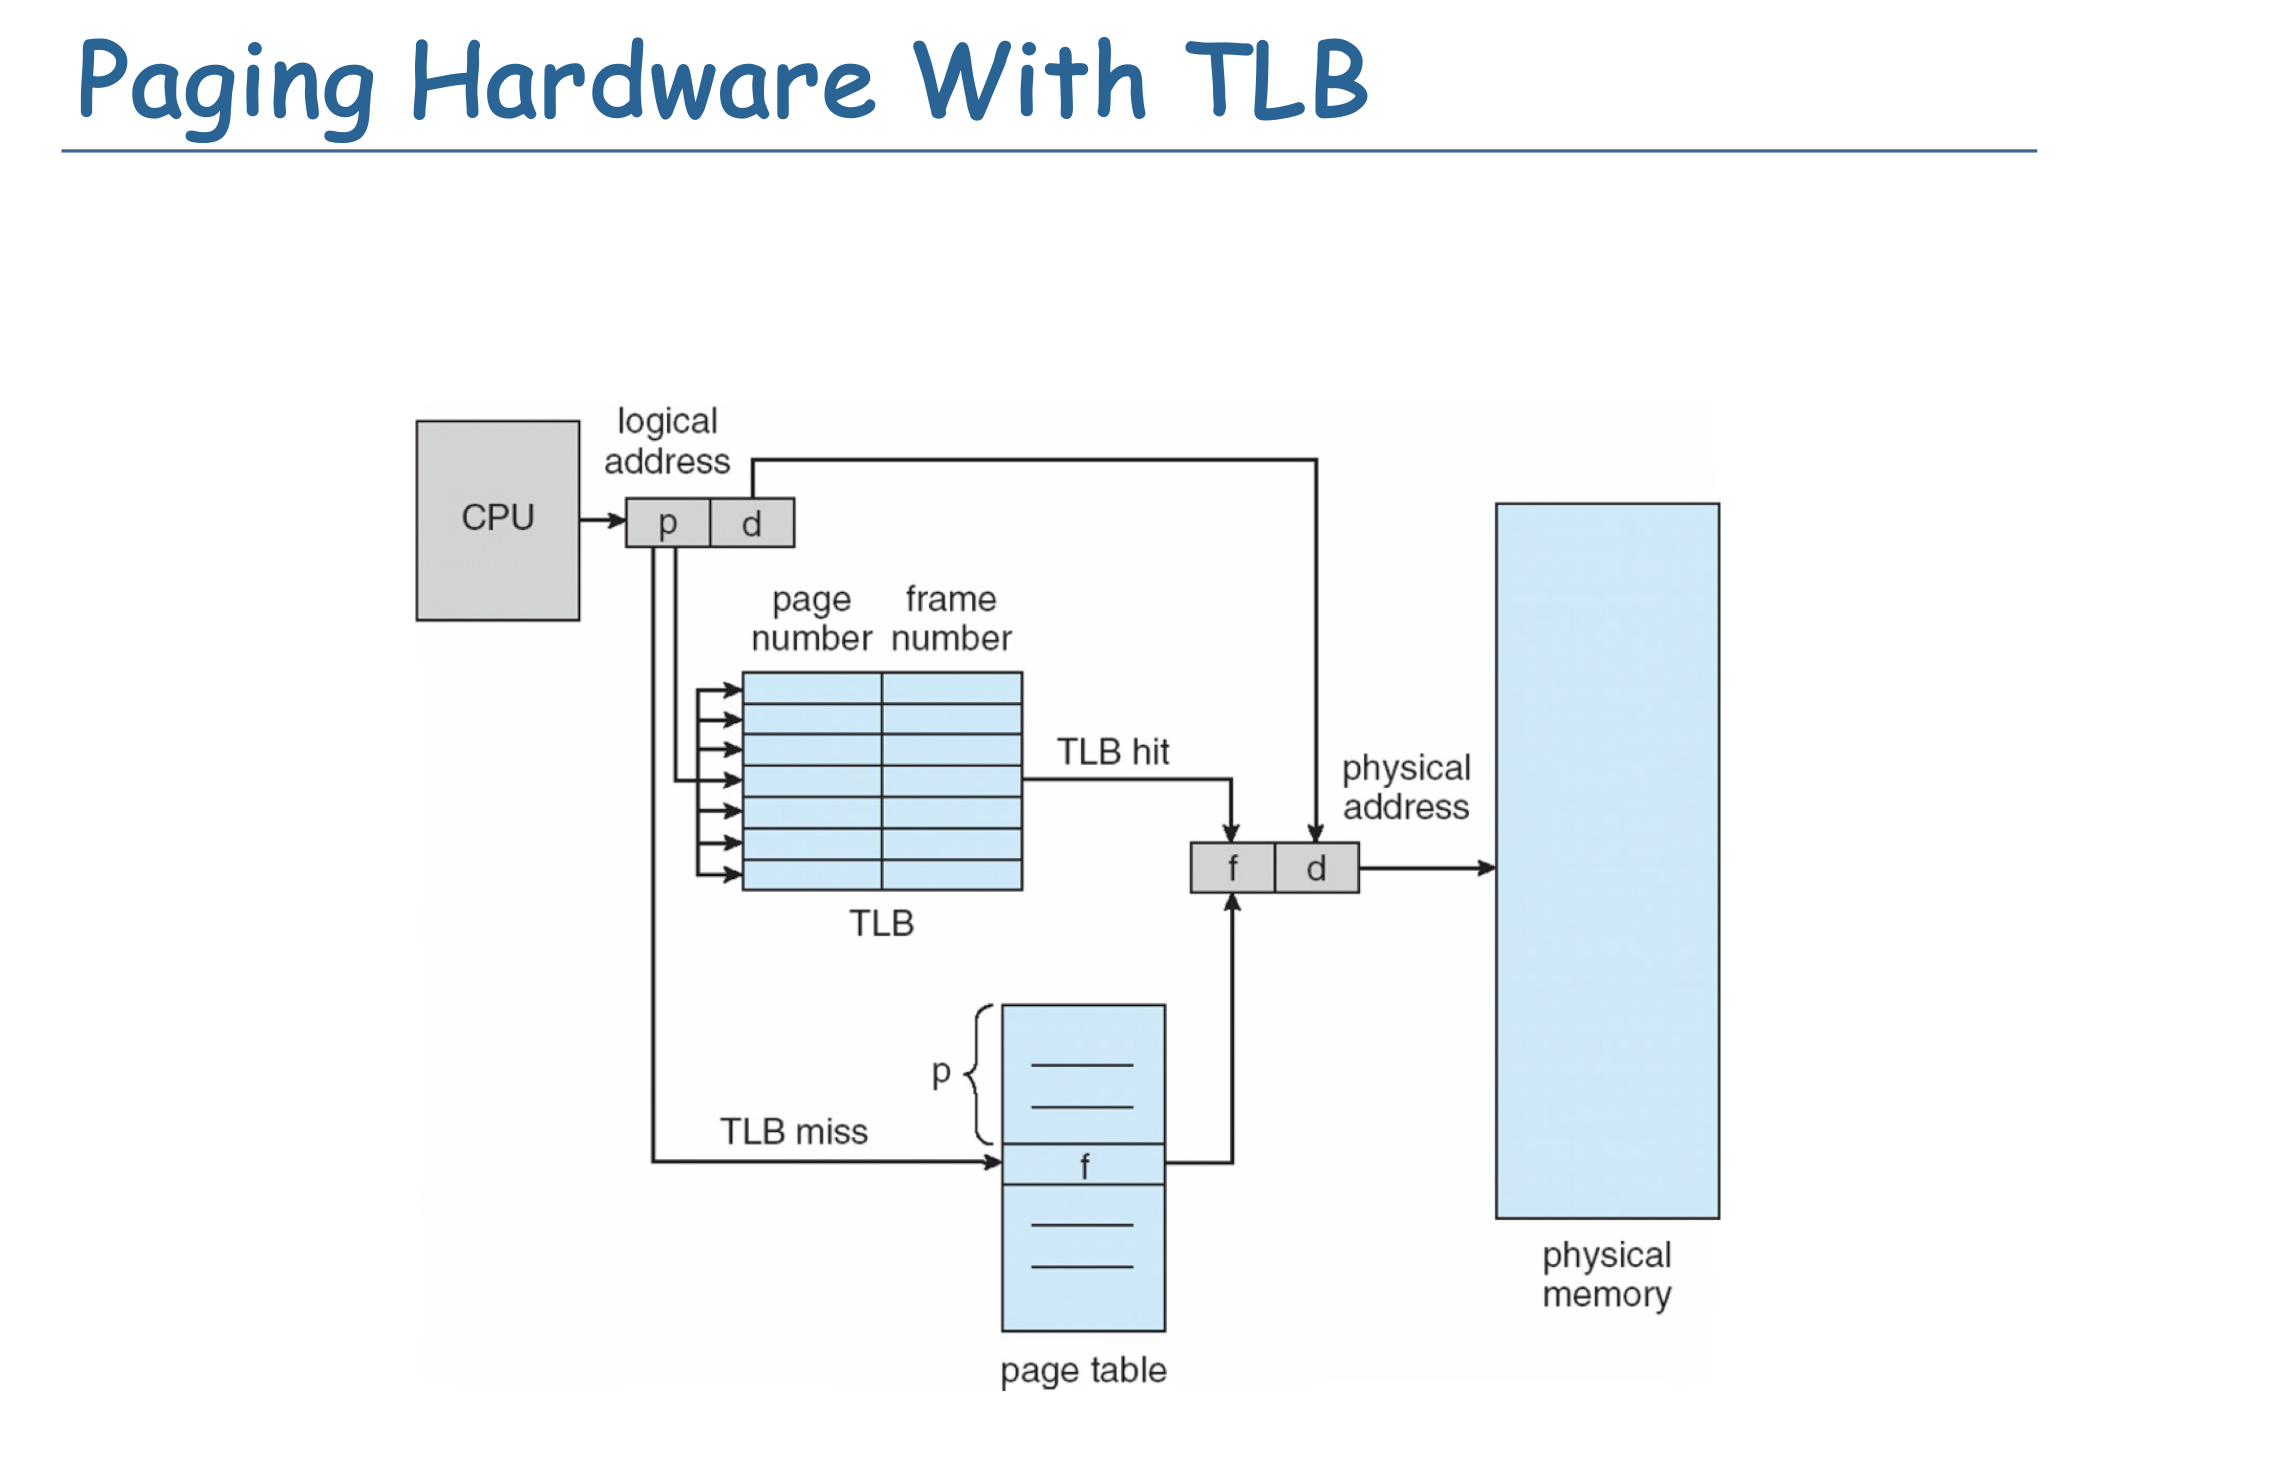 Paging Hardware With TLB
logical
address
CPU
p
d
page
number
frame
number
TLB hit
physical
address
f
d
TLB
p
TLB miss
f
physical
memory
page table